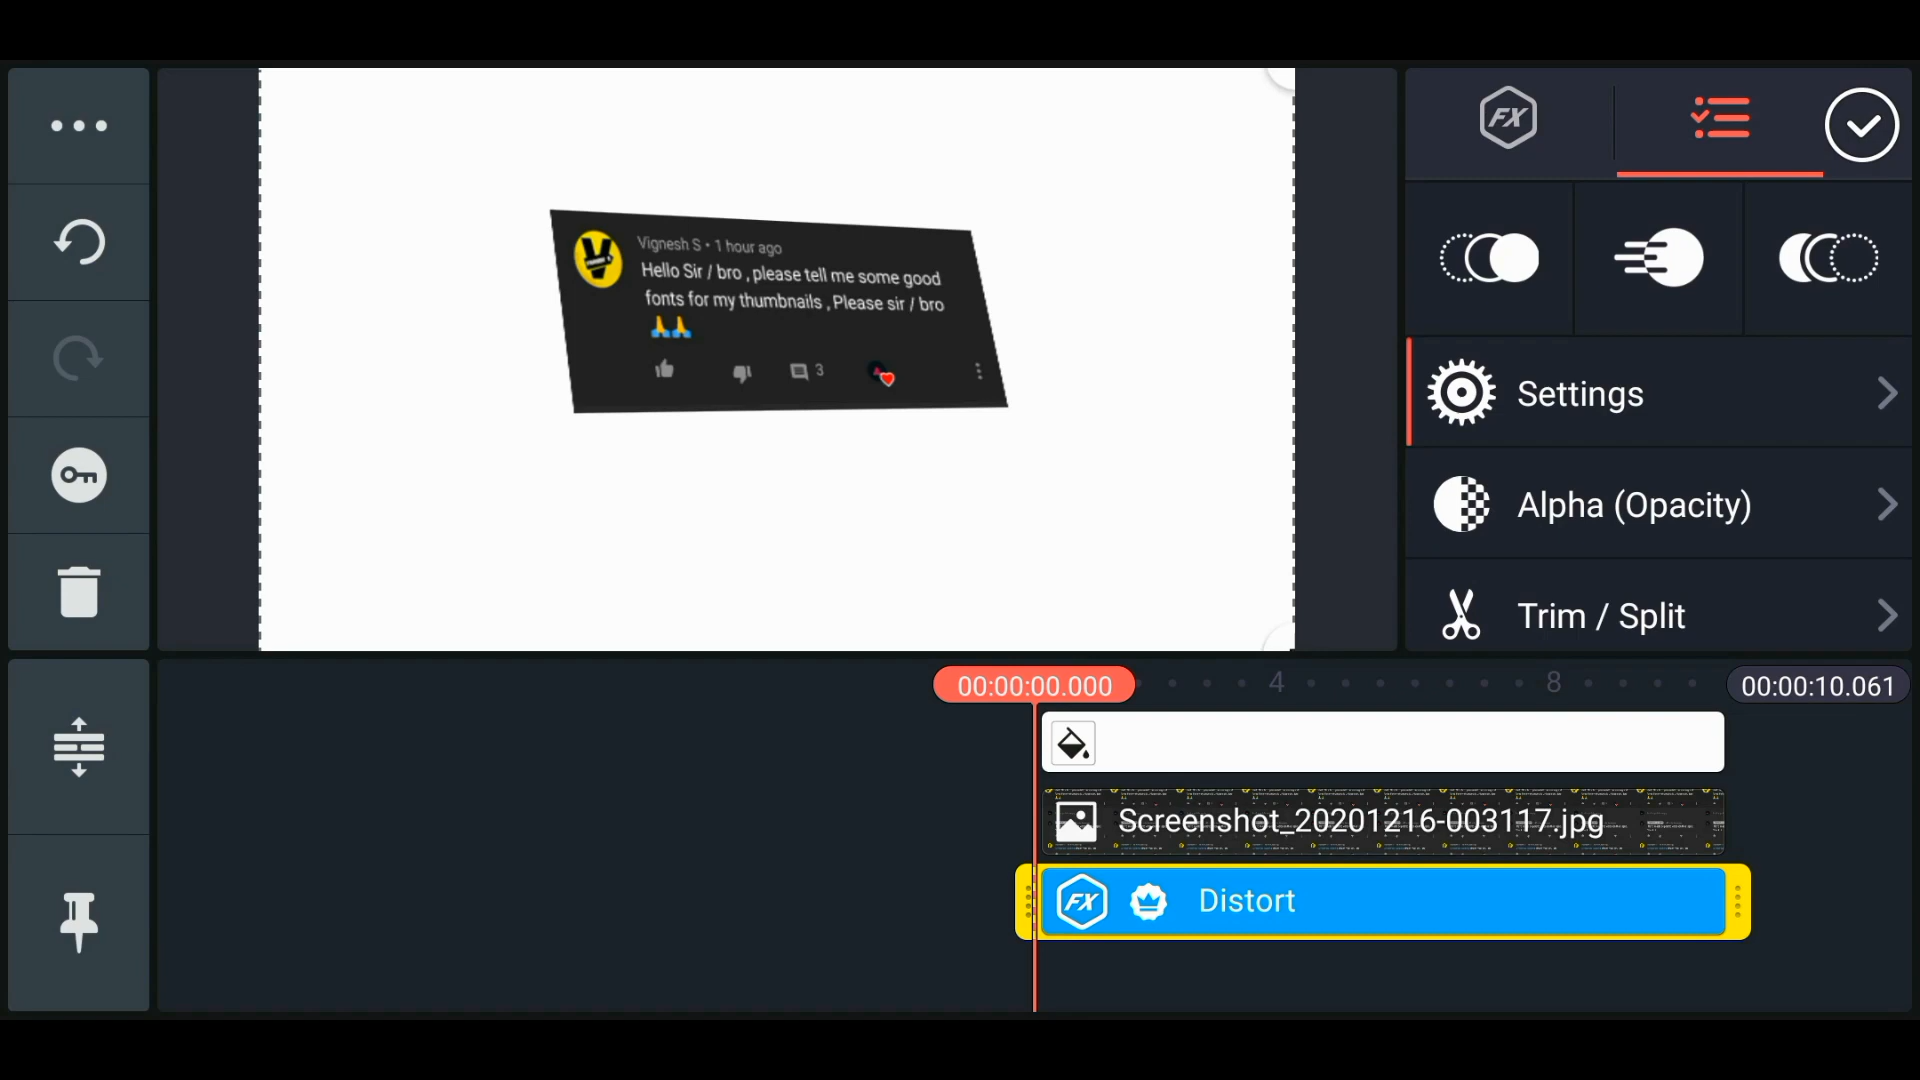 FX
Vignesh S • 1 hour ago
Hello Sir / bro , please tell me some good
fonts for my thumbnails , Please sir / bro
🙏🙏
3
Settings
Alpha (Opacity)
Trim / Split
00:00:00.000
4
8
00:00:10.061
Screenshot_20201216-003117.jpg
FX
Distort